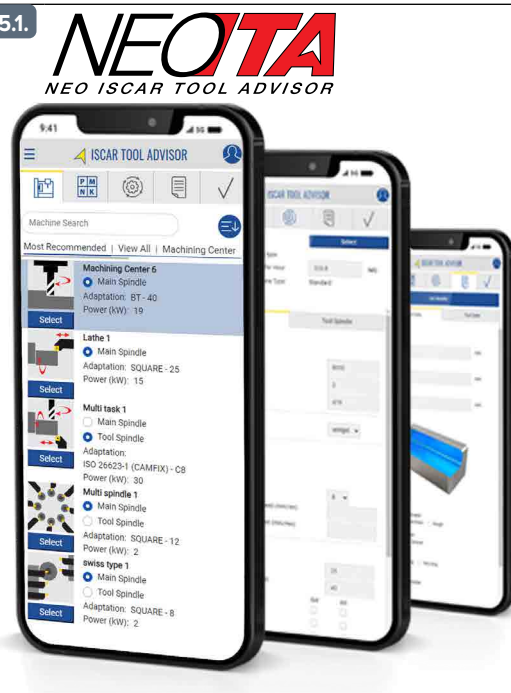 5.1.
NEOITA
NEO ISCAR TOOL ADVISOR
9:41
5G
ISCAR TOOL ADVISOR
P M
N K
Machine Search
Most Recommended | View All | Machining Center
Machining Center 6
Main Spindle
Adaptation: BT - 40
Power (kW): 19
Select
Lathe 1
Main Spindle
Adaptation: SQUARE - 25
Power (kW): 15
Select
Multi task 1
Main Spindle
Tool Spindle
Adaptation:
ISO 26623-1 (CAMFIX) - C8
Power (kW): 30
Select
Multi spindle 1
Main Spindle
Tool Spindle
Adaptation: SQUARE - 12
Power (kW): 2
Select
swiss type 1
Main Spindle
Tool Spindle
Adaptation: SQUARE - 8
Power (kW): 2
Select
ISCAR TOOL ADVISOR
Select
Standard
Tool Spindle